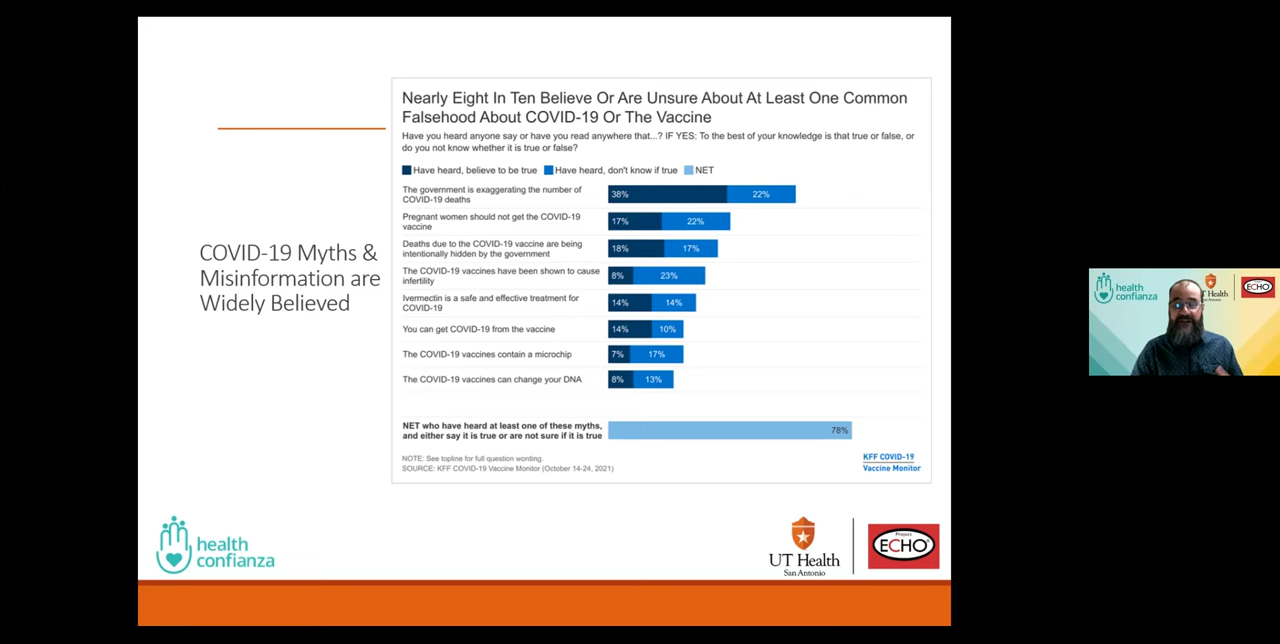 Nearly Eight In Ten Believe Or Are Unsure About At Least One Common
Falsehood About COVID-19 Or The Vaccine
Have you heard anyone say or have you read anywhere that...? IF YES: To the best of your knowledge is that true or false, or
do you not know whether it is true or false?
Have heard, believe to be true Have heard, don't know if true NET
The government is exaggerating the number of
COVID-19 deaths
38% 22%
Pregnant women should not get the COVID-19
vaccine
17% 22%
Deaths due to the COVID-19 vaccine are being
intentionally hidden by the government
18% 17%
The COVID-19 vaccines have been shown to cause
infertility
8% 23%
Ivermectin is a safe and effective treatment for
COVID-19
14% 14%
You can get COVID-19 from the vaccine
14% 10%
The COVID-19 vaccines contain a microchip
7% 17%
The COVID-19 vaccines can change your DNA
8% 13%
NET who have heard at least one of these myths,
and either say it is true or are not sure if it is true
78%
NOTE: See topline for full question wording.
SOURCE: KFF COVID-19 Vaccine Monitor (October 14-24, 2021)
KFF COVID-19
Vaccine Monitor
COVID-19 Myths &
Misinformation are
Widely Believed
health
confianza
UT Health
San Antonio
Project
ECHO
health
confianza
T Health
San Antonio
ECHO